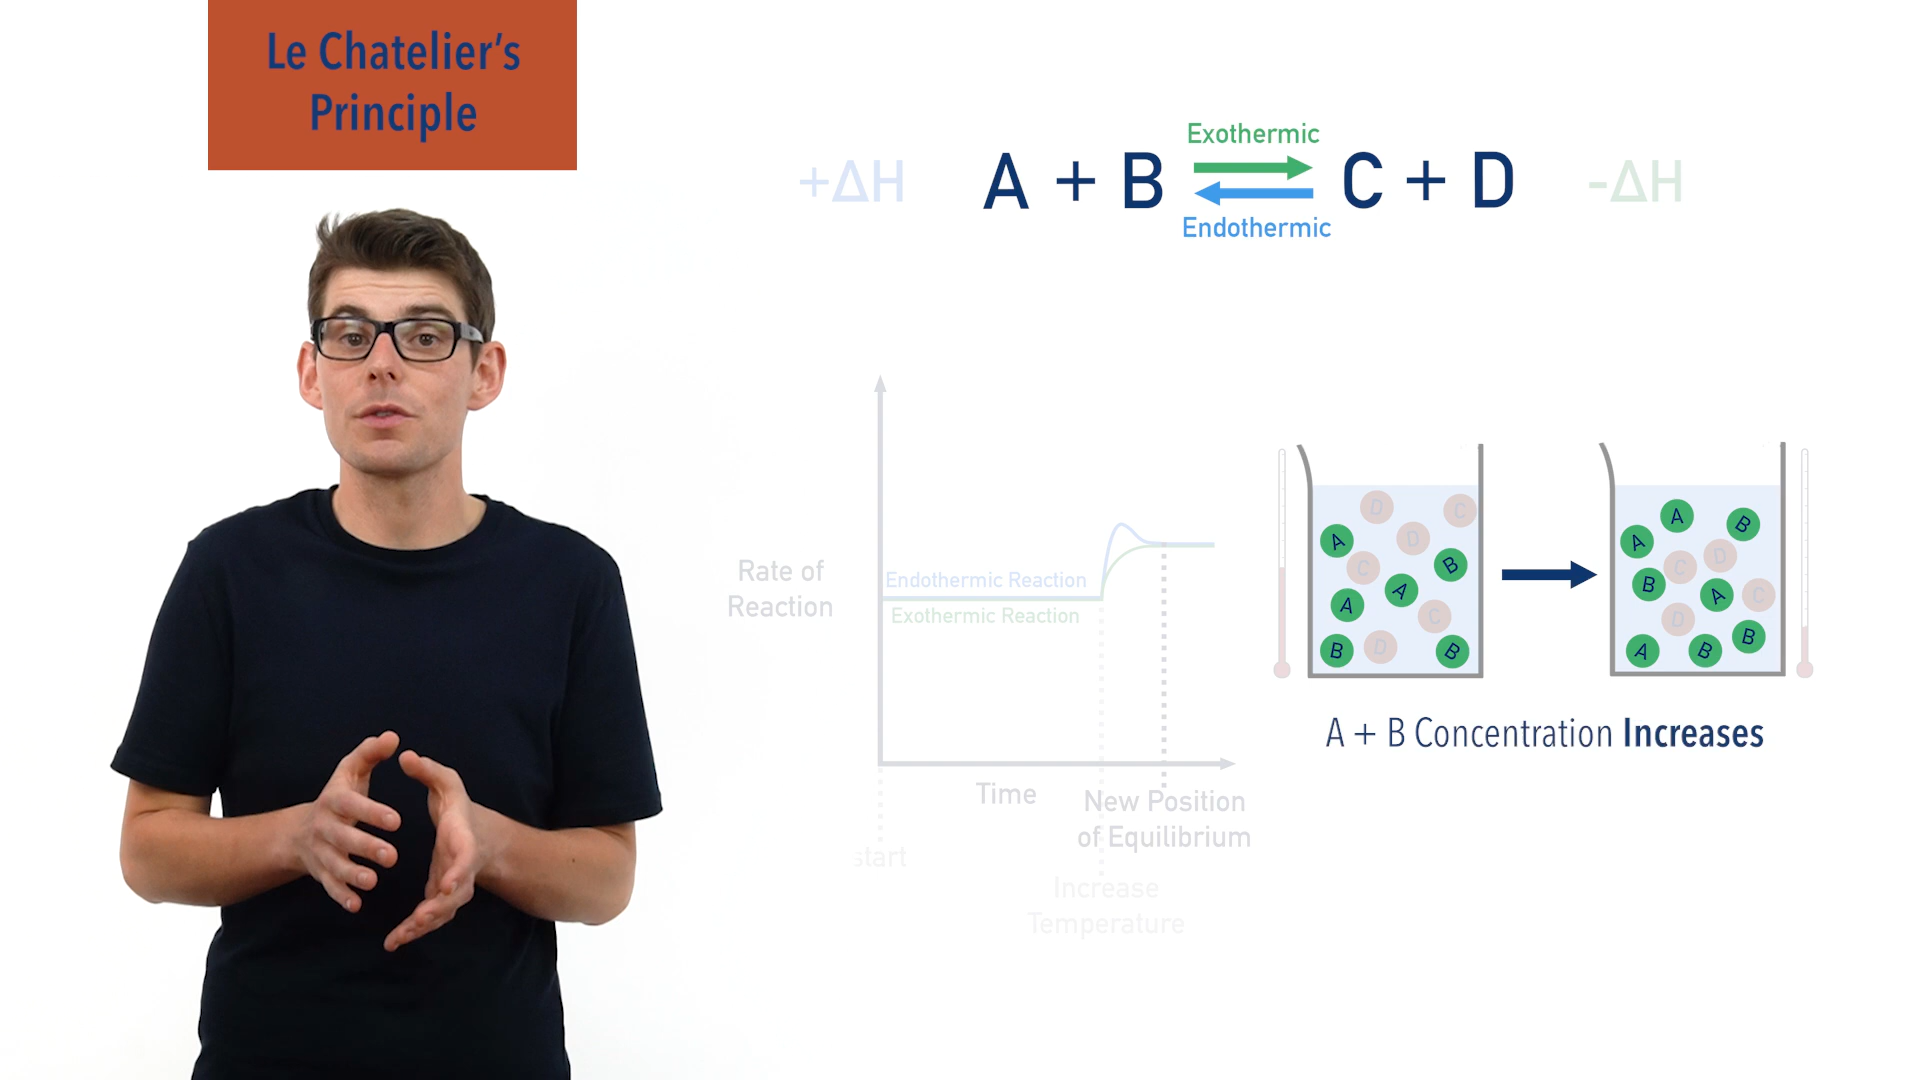 Le Chatelier‘s
Principle
Exothermic
+ΔH A + B C + D -ΔH
Endothermic
Rate of
Reaction
Endothermic Reaction
Exothermic Reaction
Time
New Position
of Equilibrium
start
Increase
Temperature
D
C
A
D
C
B
A
A
C
B
D
B
A
B
A
D
C
B
A
C
D
B
A
B
A + B Concentration Increases